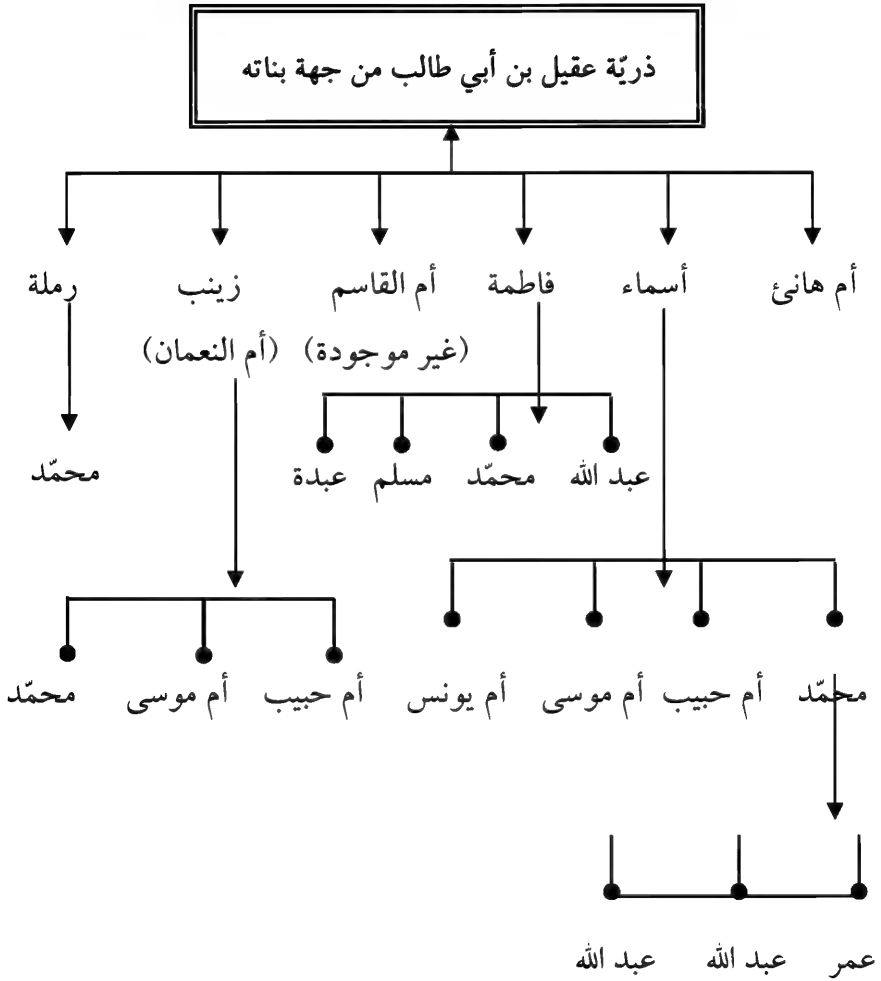 ذريّة عقيل بن أبي طالب من جهة بناته
أم هانئ أسماء فاطمة أم القاسم زينب رملة
(غير موجودة) (أم النعمان)
عبد الله محمّد مسلم عبدة محمّد
محمّد أم حبيب أم موسى أم يونس أم حبيب أم موسى محمّد
عمر عبد الله عبد الله